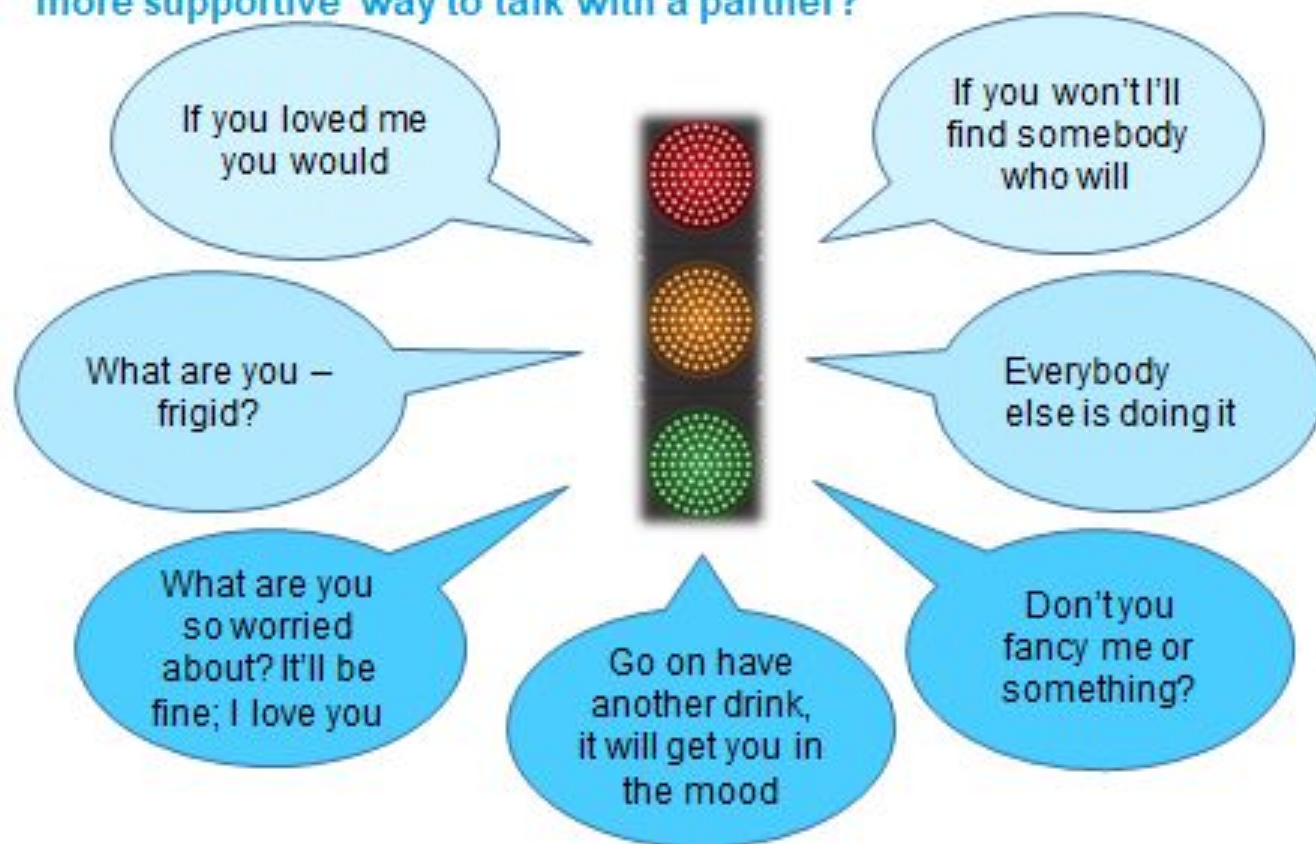 more supportive way to talk with a partner?
If you loved me
you would
If you won't I'll
find somebody
who will
What are you –
frigid?
Everybody
else is doing it
What are you
so worried
about? It'll be
fine; I love you
Go on have
another drink,
it will get you in
the mood
Don't you
fancy me or
something?